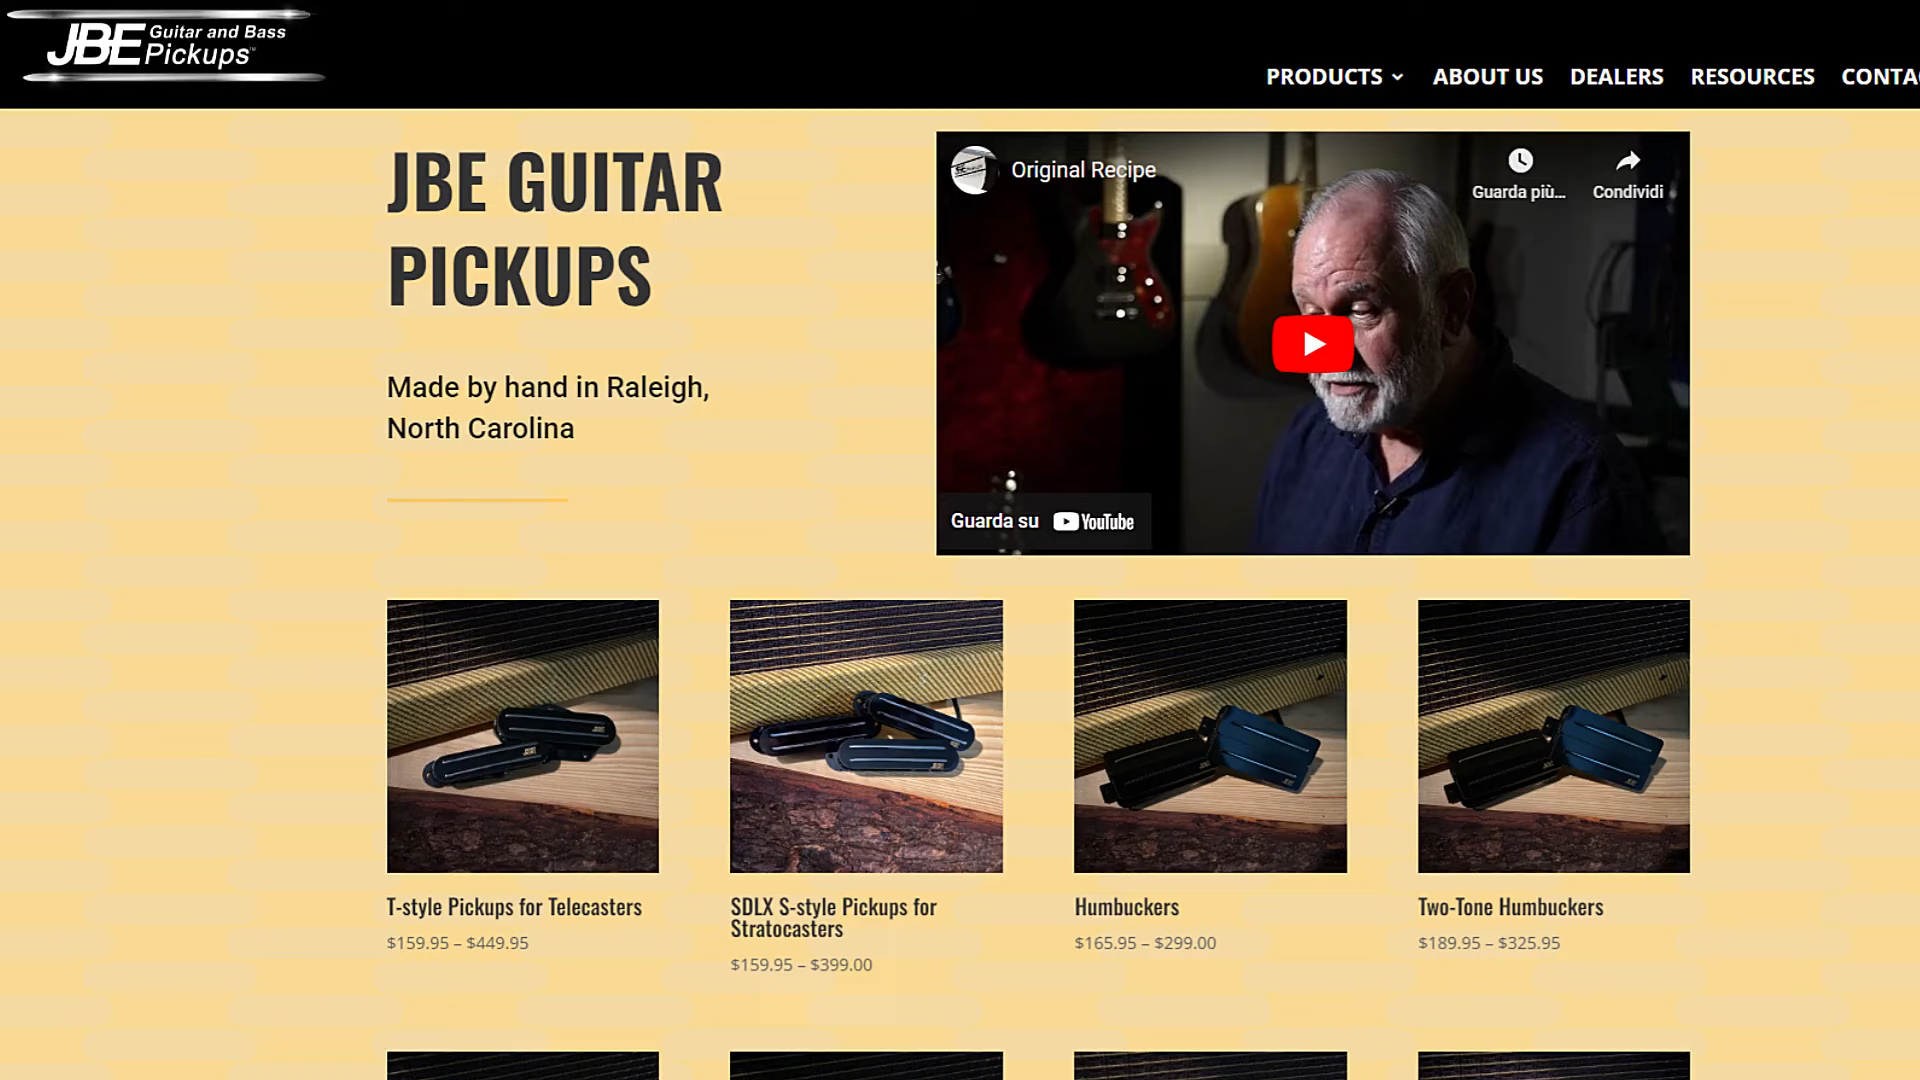 JBE Guitar and Bass
Pickups
PRODUCTS ABOUT US DEALERS RESOURCES CONTA
JBE GUITAR
PICKUPS
Made by hand in Raleigh,
North Carolina
Original Recipe
Guarda più...
Condividi
Guarda su YouTube
T-style Pickups for Telecasters
$159.95 – $449.95
SDLX S-style Pickups for
Stratocasters
$159.95 – $399.00
Humbuckers
$165.95 – $299.00
Two-Tone Humbuckers
$189.95 – $325.95